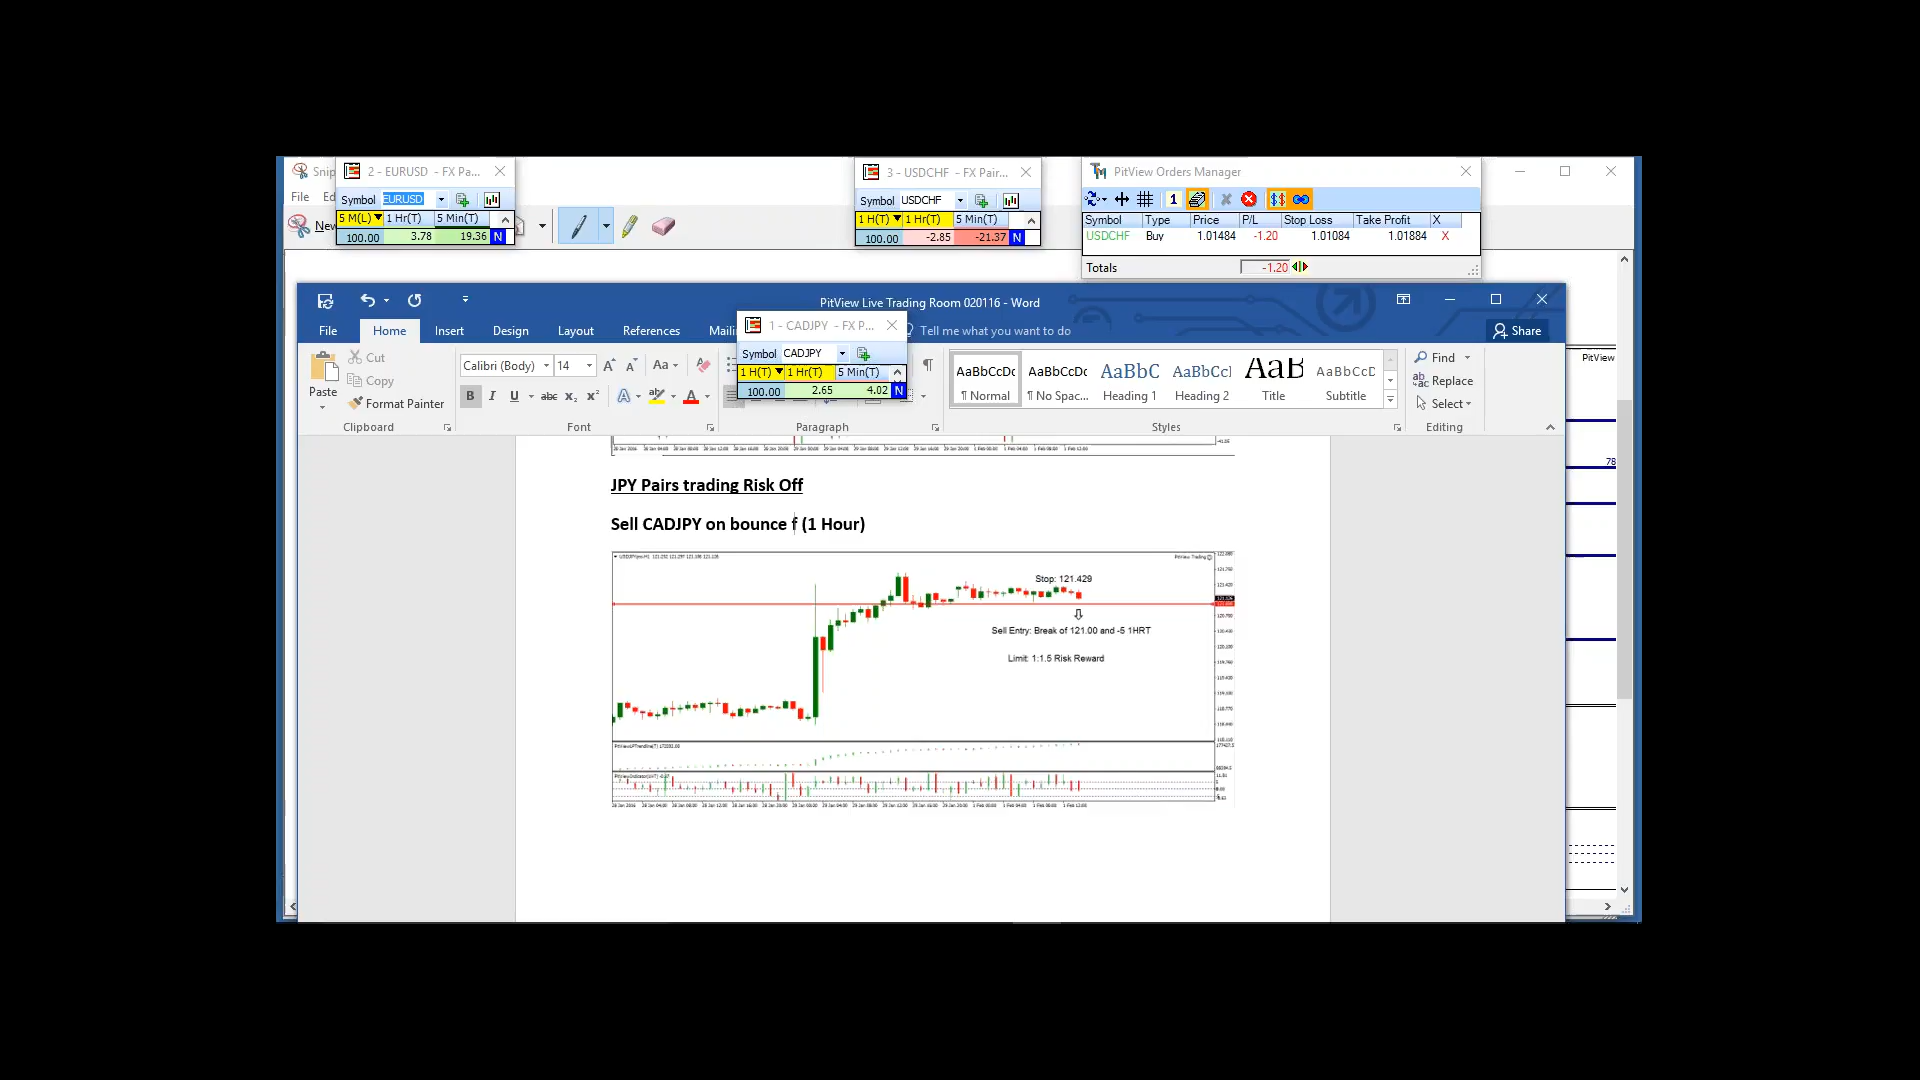 Snip
2 - EURUSD - FX Pa...
3 - USDCHF - FX Pair...
PitView Orders Manager
File Ed
Symbol EURUSD
Symbol USDCHF
1
New
5 M(L) 1 Hr(T) 5 Min(T)
100.00 3.78 19.36 N
1 H(T) 1 Hr(T) 5 Min(T)
100.00 -2.85 -21.37 N
Symbol Type Price P/L Stop Loss Take Profit X
USDCHF Buy 1.01484 -1.20 1.01084 1.01884 X
Totals -1.20
PitView Live Trading Room 020116 - Word
File Home Insert Design Layout References Maili
Tell me what you want to do
Share
1 - CADJPY - FX P...
Symbol CADJPY
1 H(T) 1 Hr(T) 5 Min(T)
100.00 2.65 4.02 N
Paste
Cut
Copy
Format Painter
Clipboard
Calibri (Body) 14
Font
Paragraph
AaBbCcDc AaBbCcDc AaBbC AaBbCcI AaB AaBbCcD
¶ Normal ¶ No Spac... Heading 1 Heading 2 Title Subtitle
Styles
Find
Replace
Select
Editing
PitView
78
JPY Pairs trading Risk Off
Sell CADJPY on bounce f (1 Hour)
Stop: 121.429
Sell Entry: Break of 121.00 and -5 1HRT
Limit: 1:1.5 Risk Reward